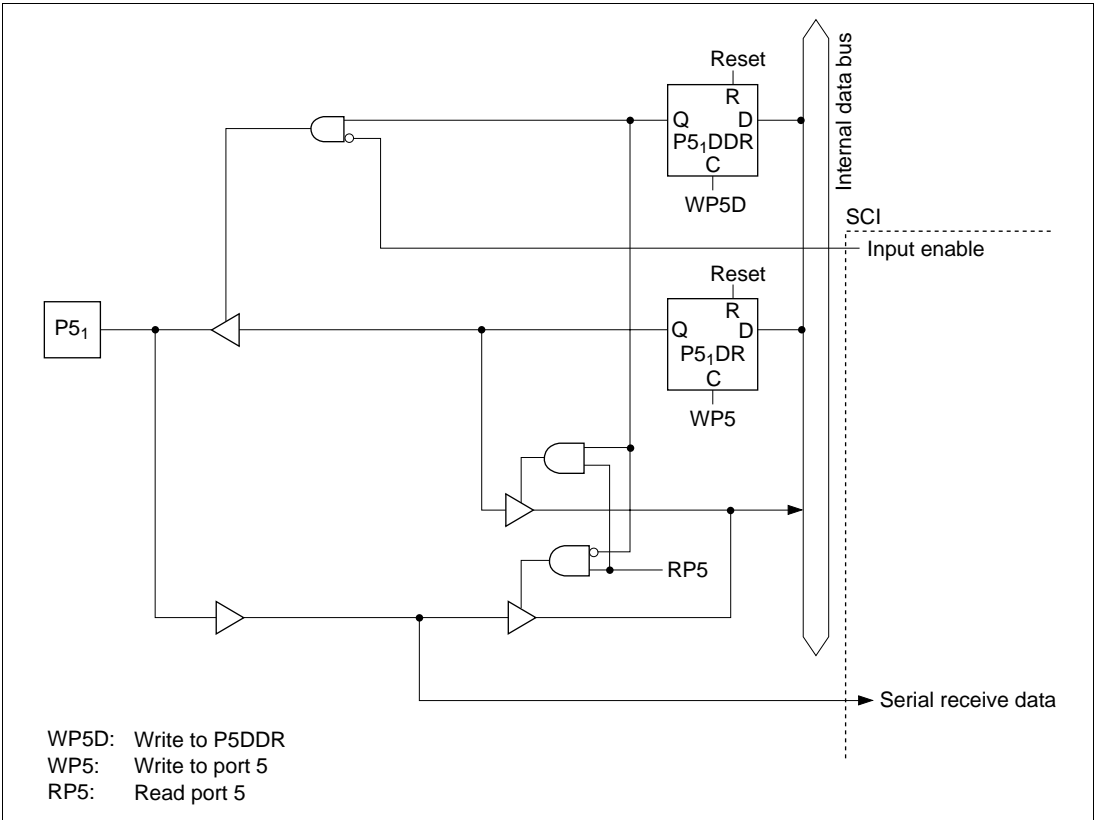 Reset
R
Q D
P5₁DDR
C
WP5D
Internal data bus
SCI
Input enable
Reset
R
Q D
P5₁DR
C
WP5
P5₁
RP5
Serial receive data
WP5D: Write to P5DDR
WP5: Write to port 5
RP5: Read port 5